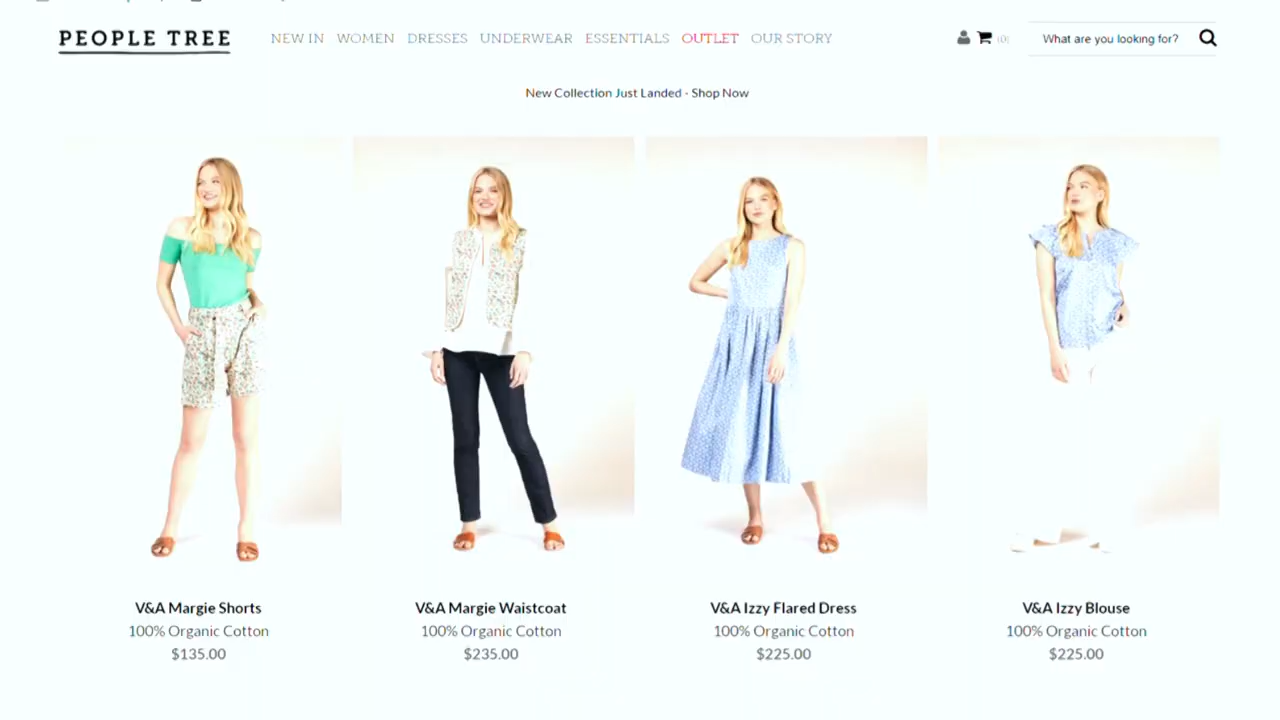 PEOPLE TREE
NEW IN WOMEN DRESSES UNDERWEAR ESSENTIALS OUTLET OUR STORY
(0)
What are you looking for?
New Collection Just Landed - Shop Now
V&A Margie Shorts
100% Organic Cotton
$135.00
V&A Margie Waistcoat
100% Organic Cotton
$235.00
V&A Izzy Flared Dress
100% Organic Cotton
$225.00
V&A Izzy Blouse
100% Organic Cotton
$225.00